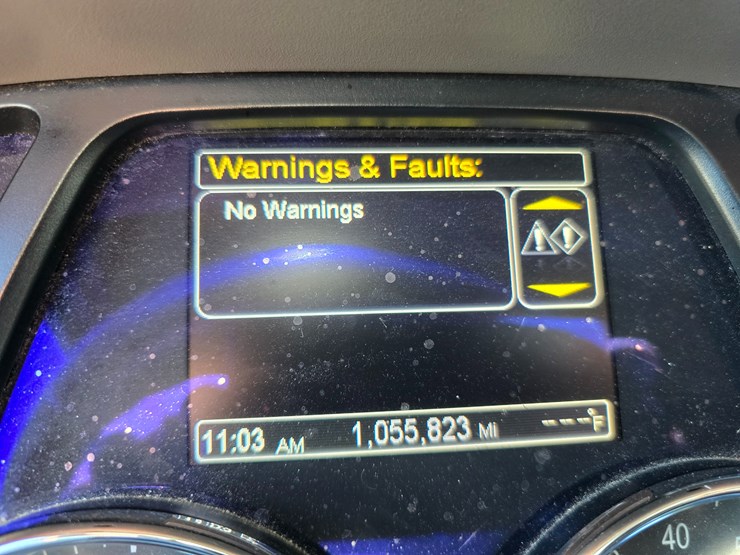 Warnings & Faults:
No Warnings
11:03 AM 1,055,823 MI ---°F
40